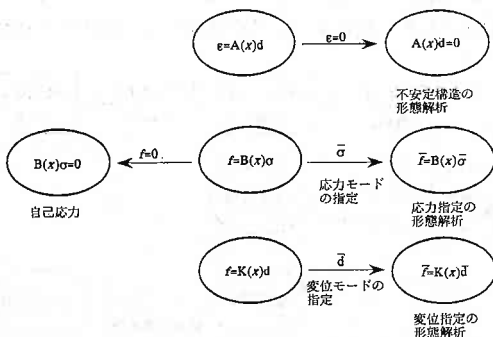 ε=A(x)d
ε=0
A(x)d=0
不安定構造の
形態解析
B(x)σ=0
f=0
f=B(x)σ
σ̅
f̅=B(x)σ̅
自己応力
応力モード
の指定
応力指定の
形態解析
f=K(x)d
d̅
f̅=K(x)d̅
変位モードの
指定
変位指定の
形態解析